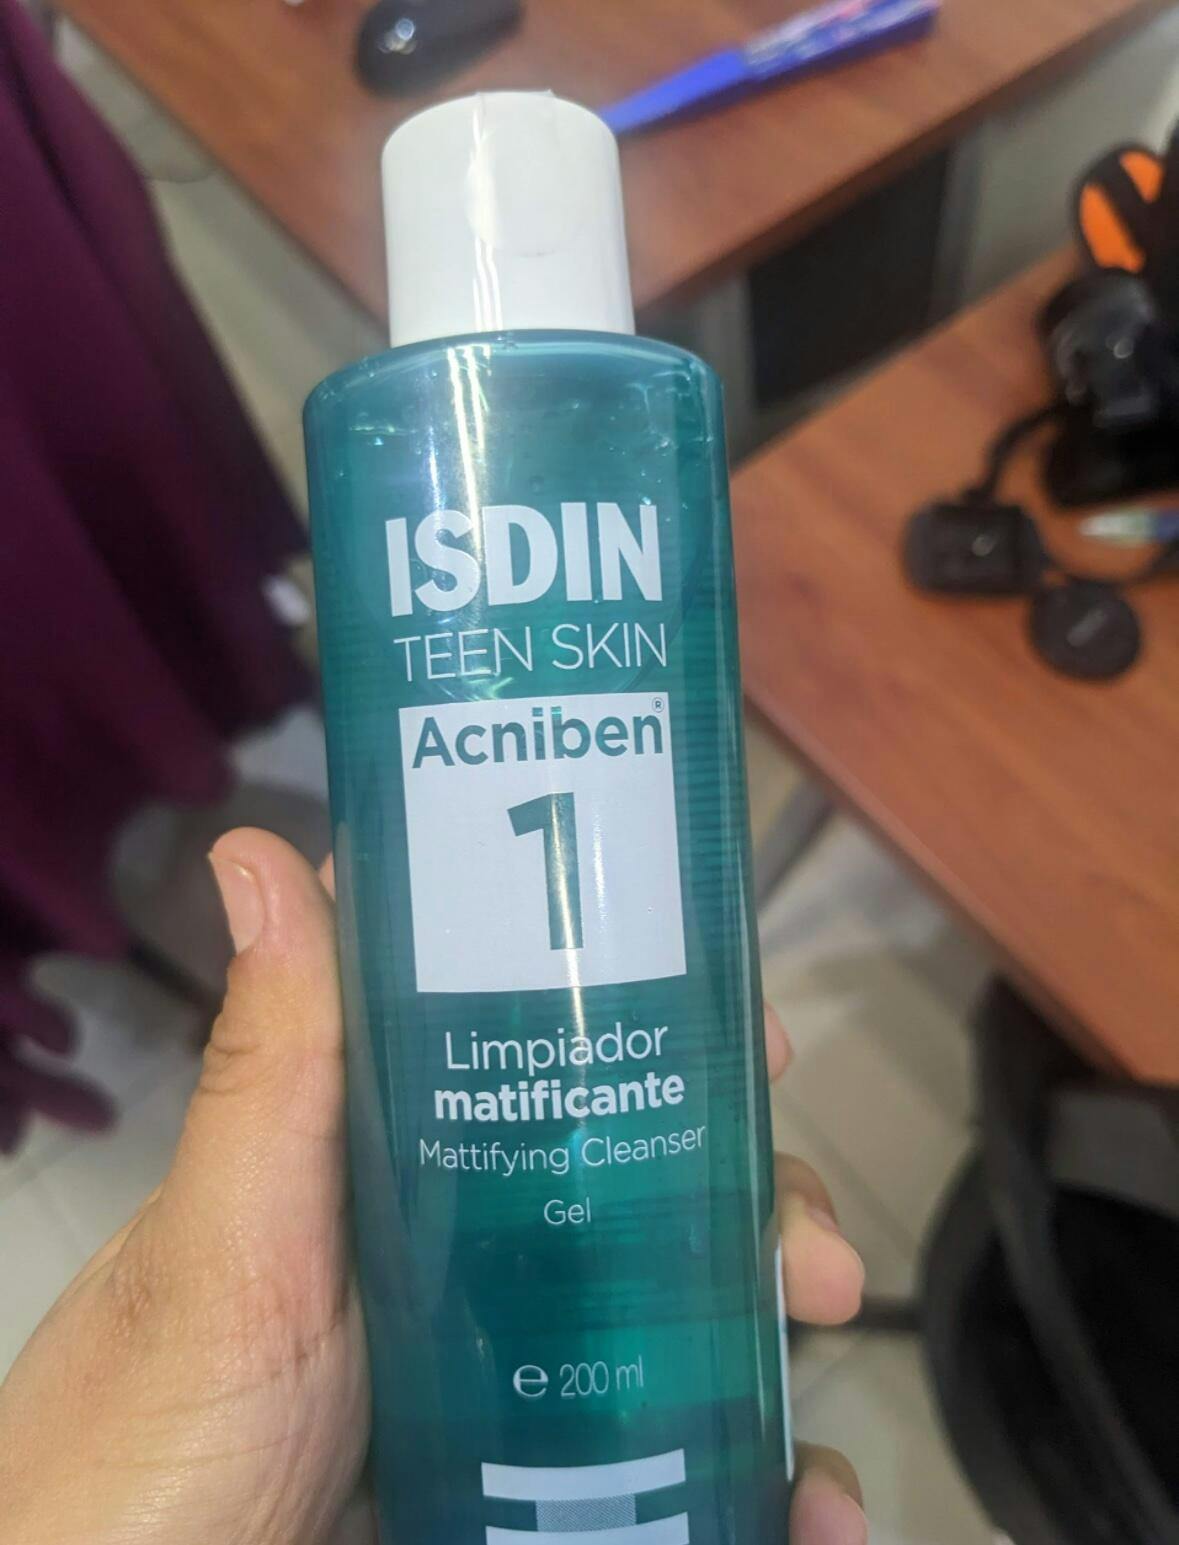 ISDIN
TEEN SKIN
Acniben®
1
Limpiador
matificante
Mattifying Cleanser
Gel
℮ 200 ml